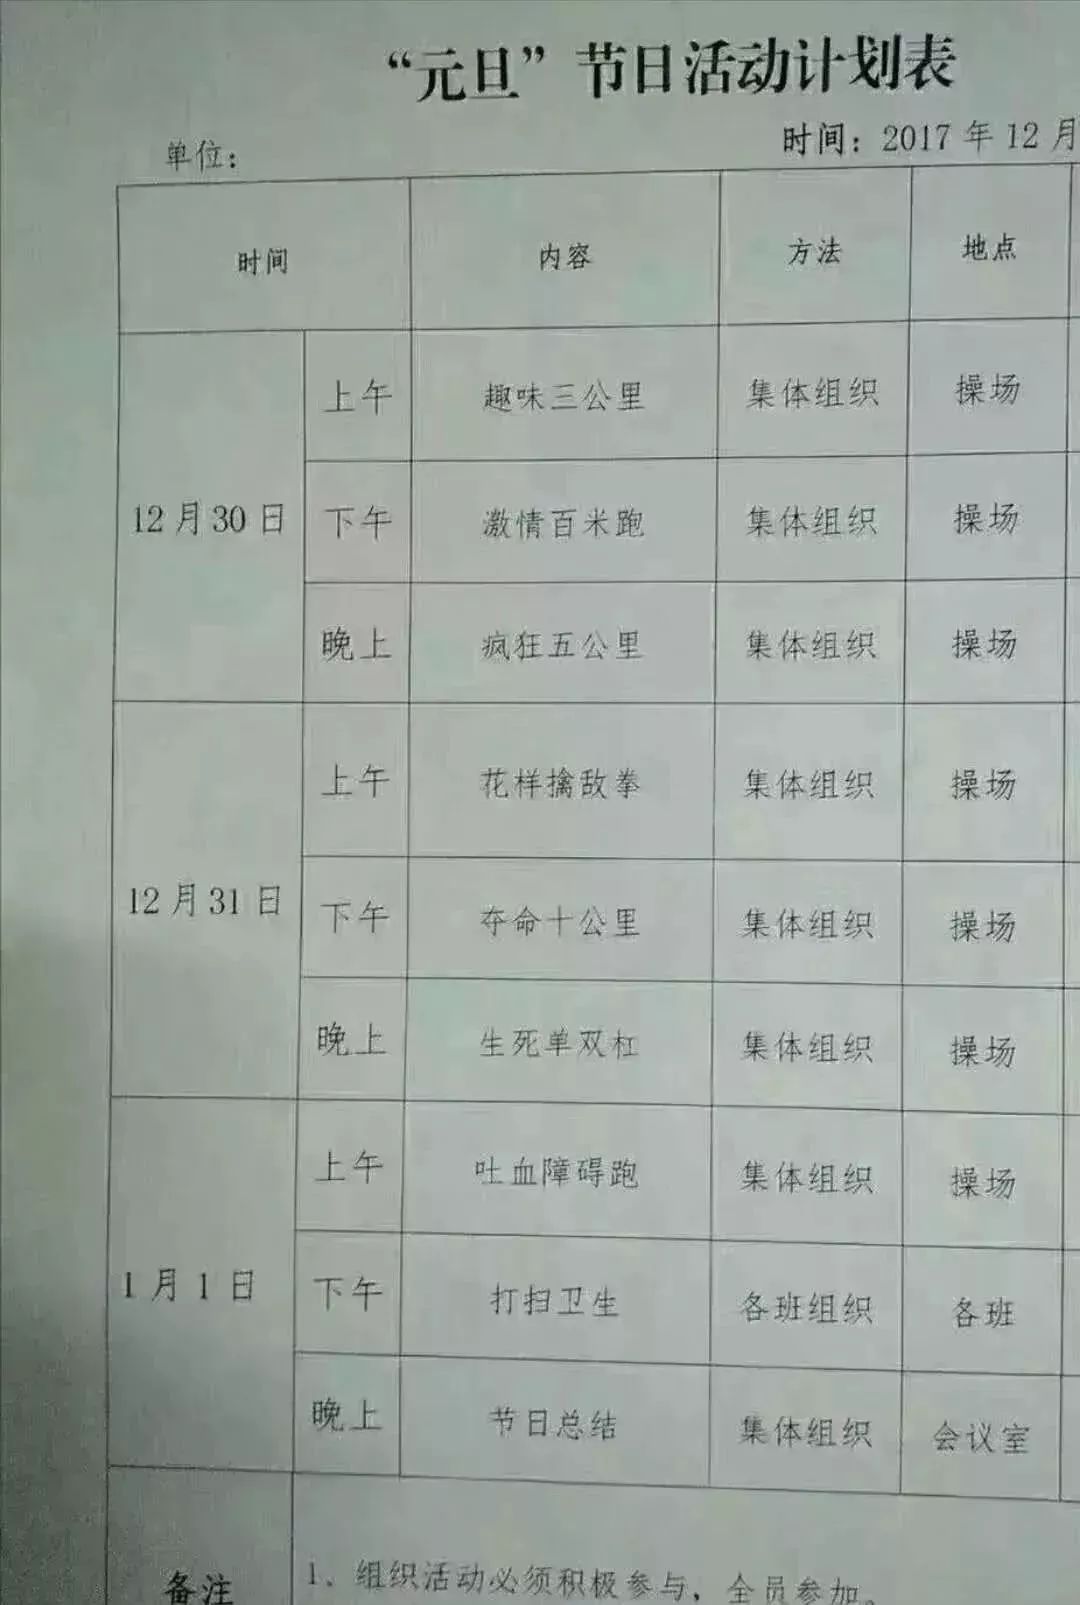 “元旦”节日活动计划表
单位： 时间：2017 年 12 月
时间 内容 方法 地点
12 月 30 日 上午 趣味三公里 集体组织 操场
下午 激情百米跑 集体组织 操场
晚上 疯狂五公里 集体组织 操场
12 月 31 日 上午 花样擒敌拳 集体组织 操场
下午 夺命十公里 集体组织 操场
晚上 生死单双杠 集体组织 操场
1 月 1 日 上午 吐血障碍跑 集体组织 操场
下午 打扫卫生 各班组织 各班
晚上 节日总结 集体组织 会议室
备注 1、组织活动必须积极参与，全员参加。